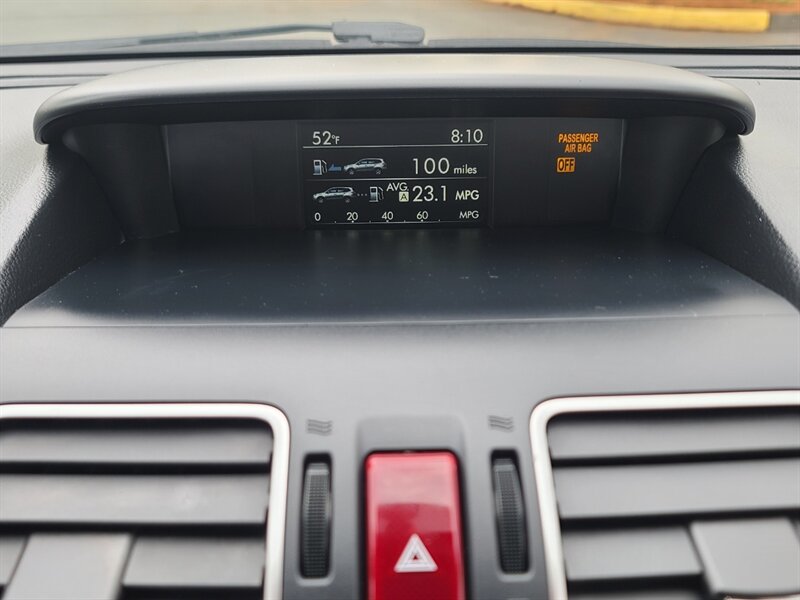 52°F 8:10
100 miles
AVG A 23.1 MPG
0 20 40 60 MPG
PASSENGER
AIR BAG
OFF